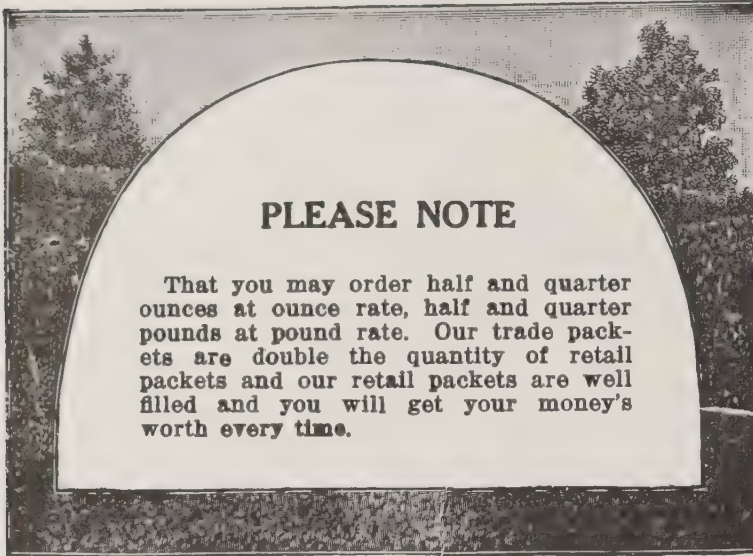 PLEASE NOTE
That you may order half and quarter
ounces at ounce rate, half and quarter
pounds at pound rate. Our trade pack-
ets are double the quantity of retail
packets and our retail packets are well
filled and you will get your money's
worth every time.